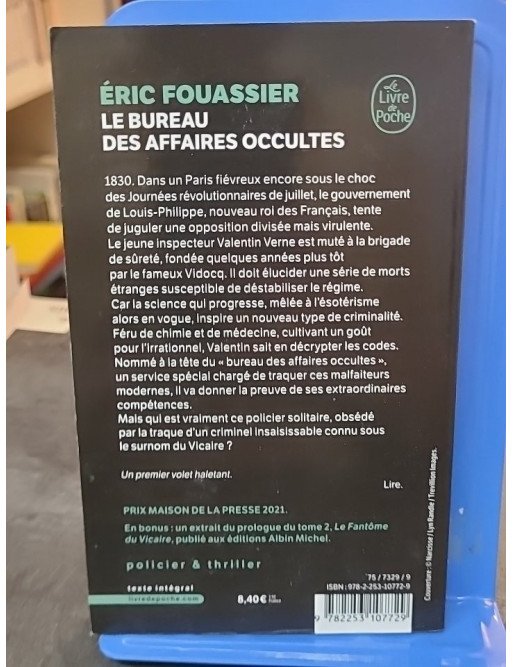 ÉRIC FOUASSIER
LE BUREAU
DES AFFAIRES OCCULTES
Le
Livre
de
Poche
1830. Dans un Paris fiévreux encore sous le choc
des Journées révolutionnaires de juillet, le gouvernement
de Louis-Philippe, nouveau roi des Français, tente
de juguler une opposition divisée mais virulente.
Le jeune inspecteur Valentin Verne est muté à la brigade
de sûreté, fondée quelques années plus tôt
par le fameux Vidocq. Il doit élucider une série de morts
étranges susceptible de déstabiliser le régime.
Car la science qui progresse, mêlée à l'ésotérisme
alors en vogue, inspire un nouveau type de criminalité.
Féru de chimie et de médecine, cultivant un goût
pour l'irrationnel, Valentin sait en décrypter les codes.
Nommé à la tête du « bureau des affaires occultes »,
un service spécial chargé de traquer ces malfaiteurs
modernes, il va donner la preuve de ses extraordinaires
compétences.
Mais qui est vraiment ce policier solitaire, obsédé
par la traque d'un criminel insaisissable connu sous
le surnom du Vicaire ?
Un premier volet haletant.
Lire.
PRIX MAISON DE LA PRESSE 2021.
En bonus : un extrait du prologue du tome 2, Le Fantôme
du Vicaire, publié aux éditions Albin Michel.
policier & thriller
texte intégral
livredepoche.com
8,40 €
75 / 7329 / 9
ISBN : 978-2-253-10772-9
9 782253 107729
Couverture : © Narcisse / Lyn Randle / Trevillion Images.